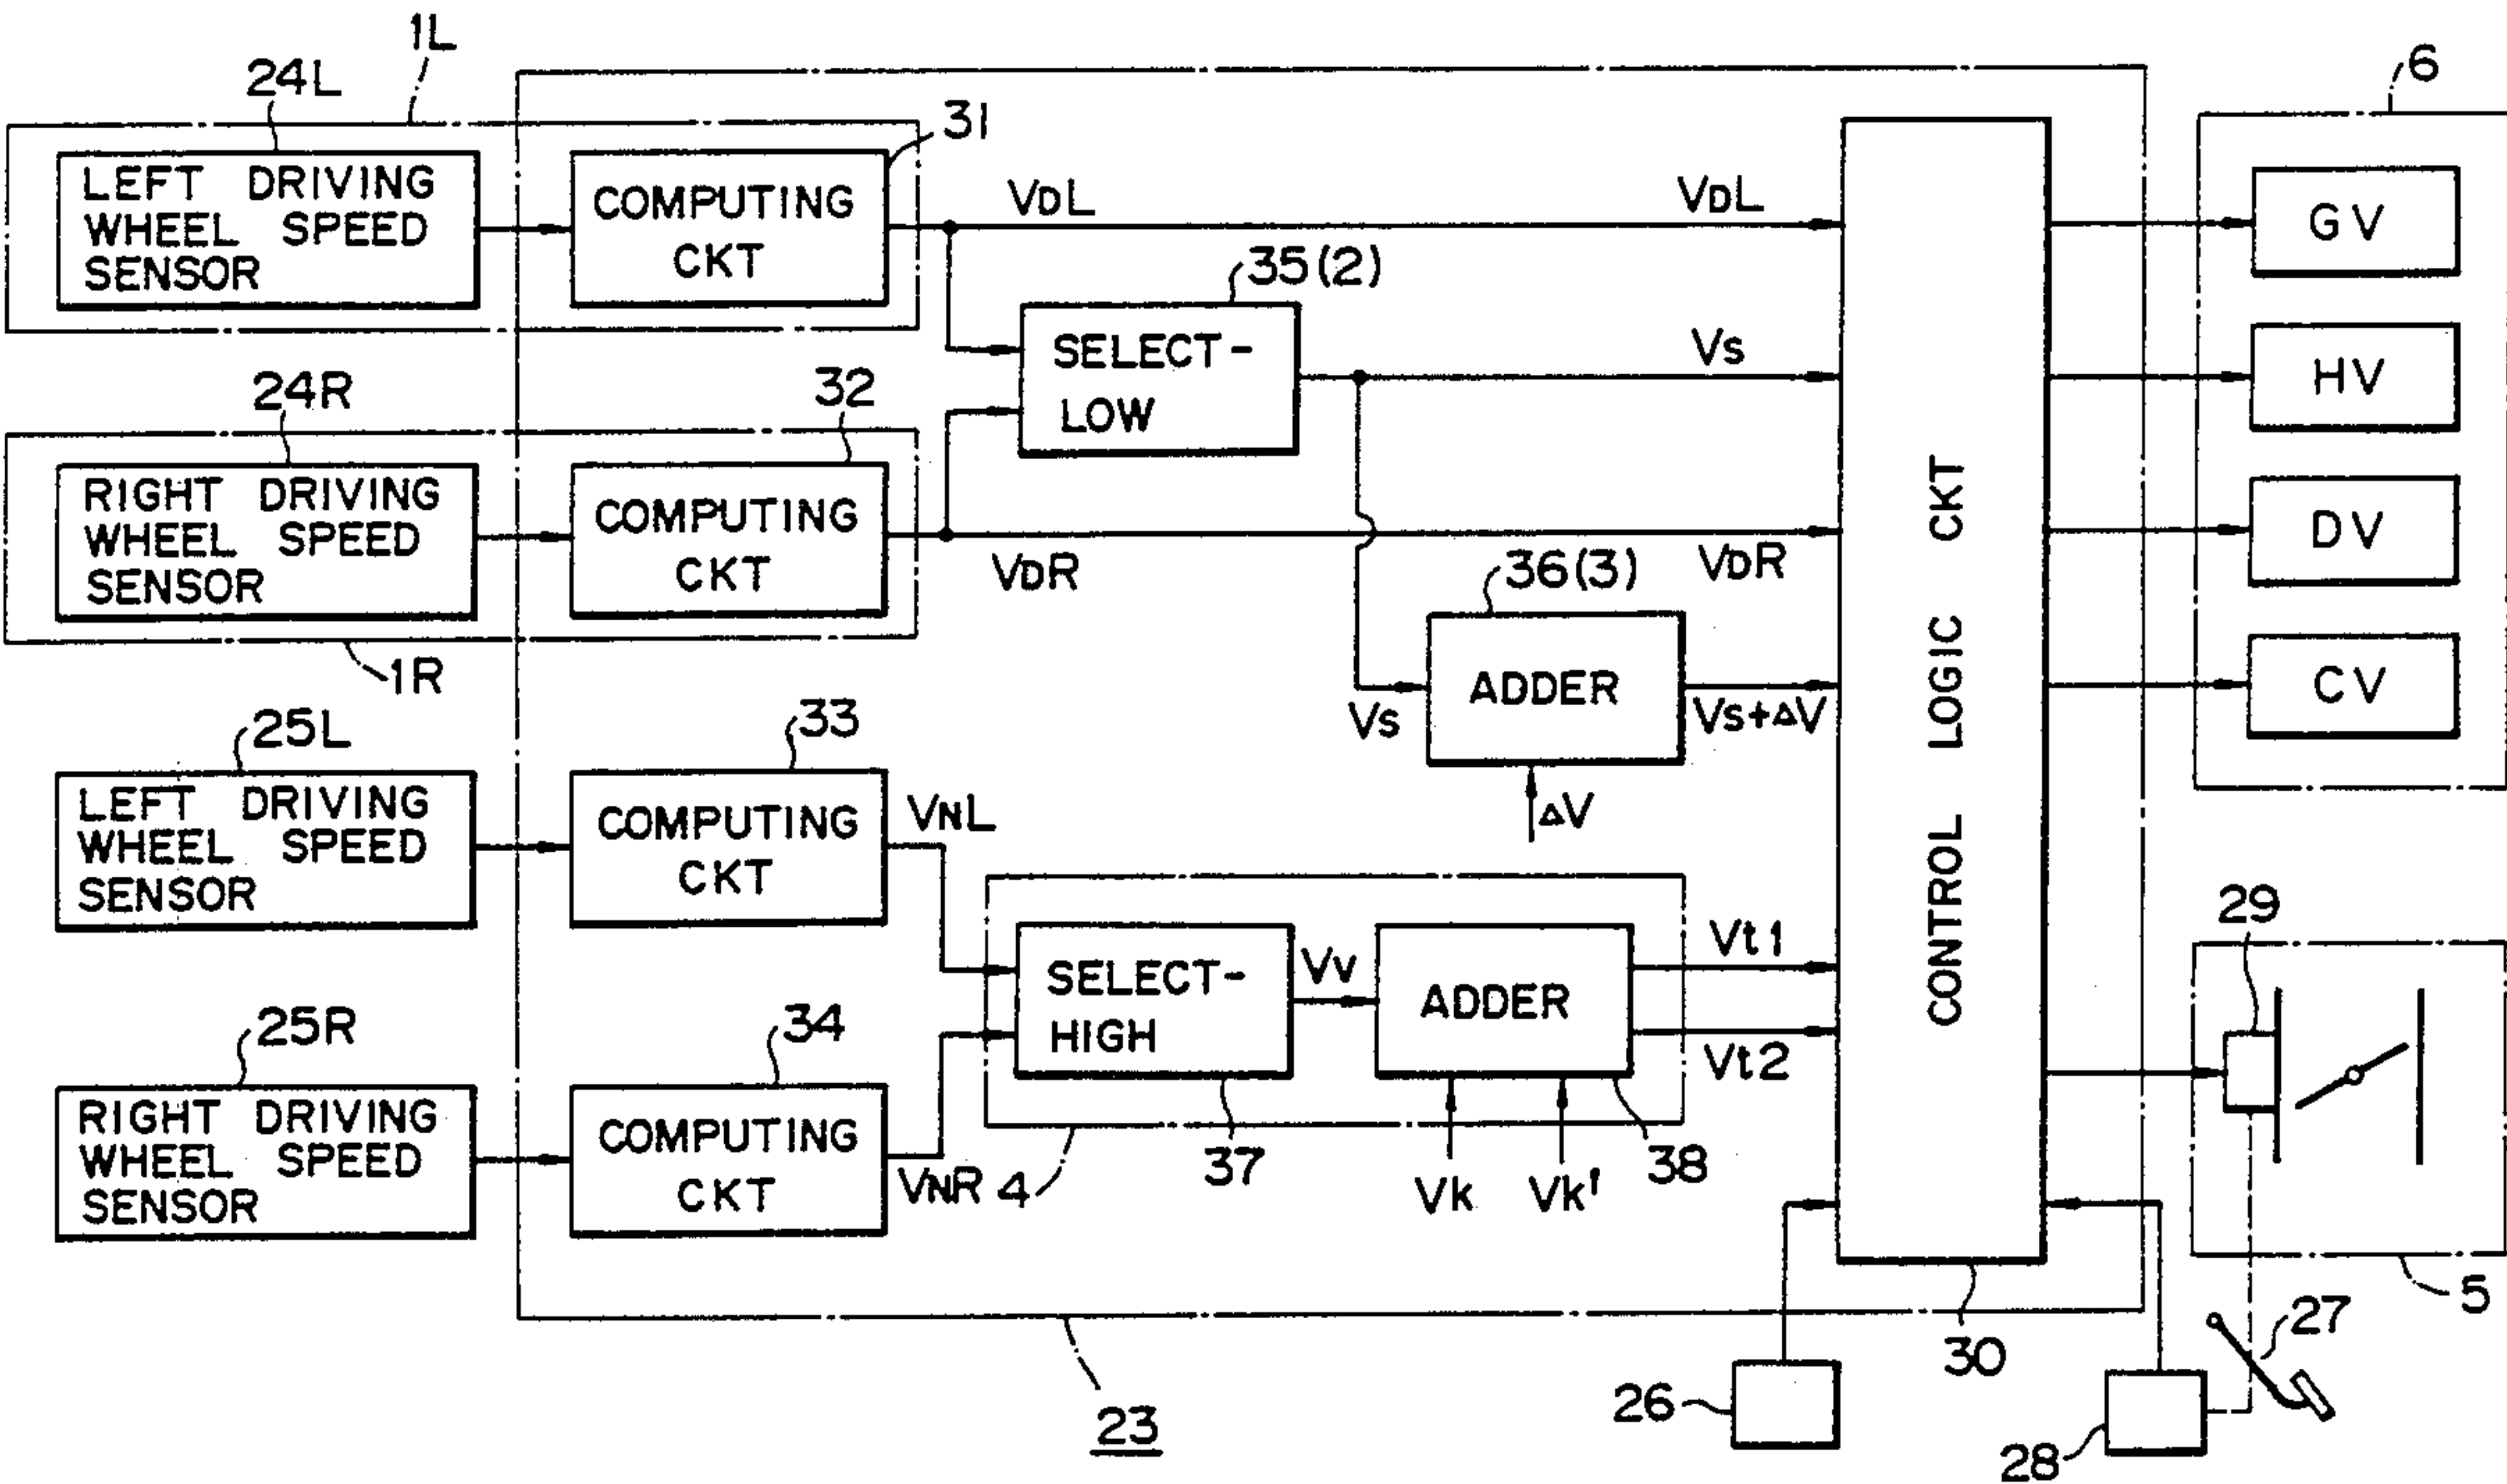 1L
6
24L
31
LEFT DRIVING
WHEEL SPEED
SENSOR
COMPUTING
CKT
VDL
VDL
GV
35(2)
SELECT-
LOW
Vs
HV
24R
32
RIGHT DRIVING
WHEEL SPEED
SENSOR
COMPUTING
CKT
VDR
VDR
DV
36(3)
ADDER
Vs
Vs+ΔV
ΔV
CV
1R
CONTROL LOGIC CKT
25L
33
LEFT DRIVING
WHEEL SPEED
SENSOR
COMPUTING
CKT
VNL
29
SELECT-
HIGH
Vv
ADDER
Vt1
Vt2
25R
34
RIGHT DRIVING
WHEEL SPEED
SENSOR
COMPUTING
CKT
VNR
4
37
Vk
Vk'
38
5
27
30
26
28
23